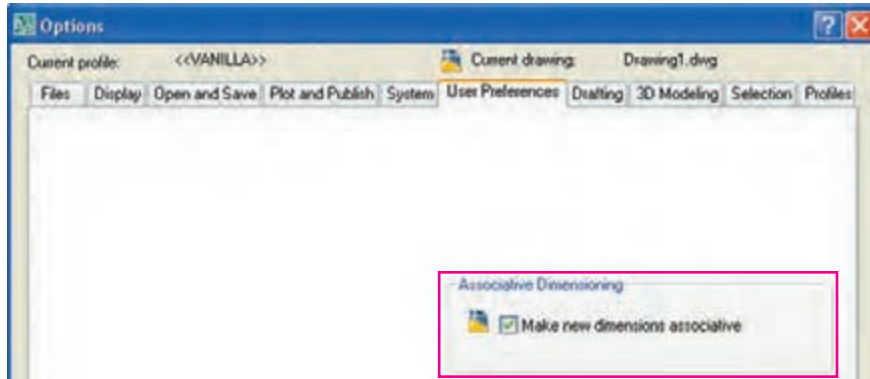 Options
Current profile: <<VANILLA>> Current drawing: Drawing1.dwg
Files Display Open and Save Plot and Publish System User Preferences Drafting 3D Modeling Selection Profiles
Associative Dimensioning
Make new dimensions associative